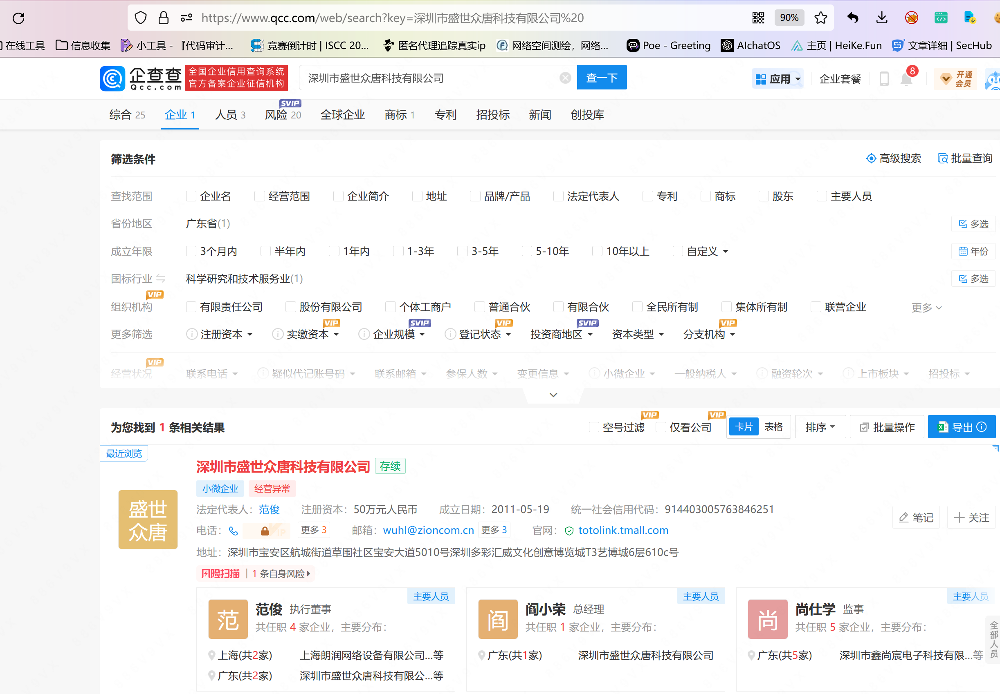 https://www.qcc.com/web/search?key=深圳市盛世众唐科技有限公司%20 90%
在线工具 信息收集 小工具 - 『代码审计... 竞赛倒计时 | ISCC 20... 匿名代理追踪真实ip 网络空间测绘，网络... Poe - Greeting AIchatOS 主页 | HeiKe.Fun 文章详细 | SecHub
企查查 Qcc.com 全国企业信用查询系统
官方备案企业征信机构
深圳市盛世众唐科技有限公司 查一下 应用 企业套餐 8 开通
会员
综合 25 企业 1 人员 3 风险 20 SVIP 全球企业 商标 1 专利 招投标 新闻 创投库
筛选条件 高级搜索 批量查询
查找范围 企业名 经营范围 企业简介 地址 品牌/产品 法定代表人 专利 商标 股东 主要人员
省份地区 广东省(1) 多选
成立年限 3个月内 半年内 1年内 1-3年 3-5年 5-10年 10年以上 自定义 年份
国标行业 科学研究和技术服务业(1) 多选
组织机构 VIP 有限责任公司 股份有限公司 个体工商户 普通合伙 有限合伙 全民所有制 集体所有制 联营企业 更多
更多筛选 注册资本 实缴资本 VIP 企业规模 SVIP 登记状态 VIP 投资商地区 SVIP 资本类型 分支机构 VIP
经营状况 VIP 联系电话 疑似代记账号码 联系邮箱 参保人数 变更信息 小微企业 一般纳税人 融资轮次 上市板块 招投标
为您找到 1 条相关结果 空号过滤 VIP 仅看公司 VIP 卡片 表格 排序 批量操作 导出
最近浏览
深圳市盛世众唐科技有限公司 存续
小微企业 经营异常
盛世
众唐
法定代表人：范俊 注册资本：50万元人民币 成立日期：2011-05-19 统一社会信用代码：914403005763846251 笔记 关注
电话： VIP 更多 3 邮箱：wuhl@zioncom.cn 更多 3 官网：totolink.tmall.com
地址：深圳市宝安区航城街道草围社区宝安大道5010号深圳多彩汇威文化创意博览城T3艺博城6层610c号
风险扫描 | 1 条自身风险
主要人员 主要人员 主要人员
范 范俊 执行董事 阎 阎小荣 总经理 尚 尚仕学 监事
共任职 4 家企业，主要分布： 共任职 1 家企业，主要分布： 共任职 5 家企业，主要分布：
上海(共2家) 上海朗润网络设备有限公司...等 广东(共1家) 深圳市盛世众唐科技有限公司 广东(共5家) 深圳市鑫尚宸电子科技有限...等
广东(共2家) 深圳市盛世众唐科技有限公...等
全部人员